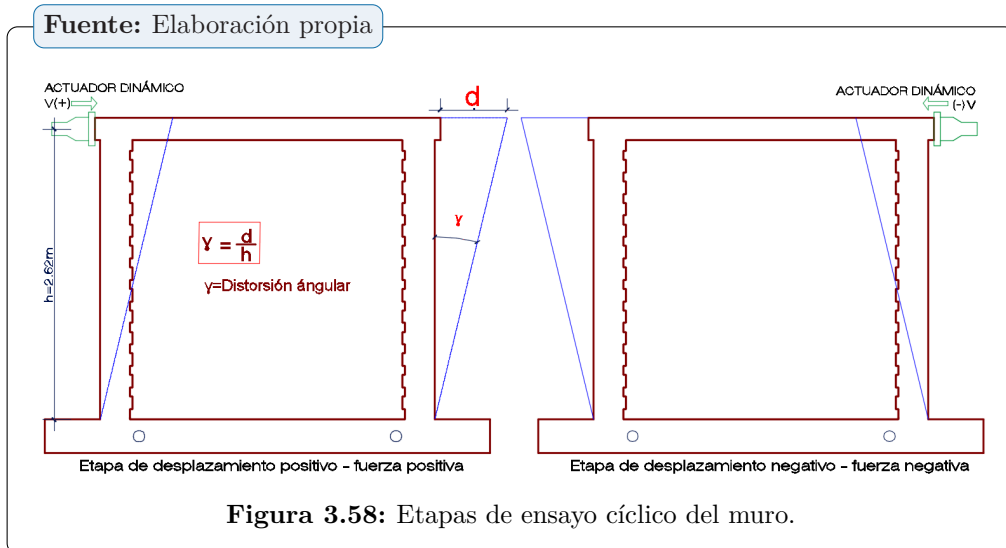 Fuente: Elaboración propia
ACTUADOR DINÁMICO
V(+)
d
ACTUADOR DINÁMICO
(-)V
γ
γ = d/h
γ=Distorsión ángular
h=2.62m
Etapa de desplazamiento positivo - fuerza positiva
Etapa de desplazamiento negativo - fuerza negativa
Figura 3.58: Etapas de ensayo cíclico del muro.